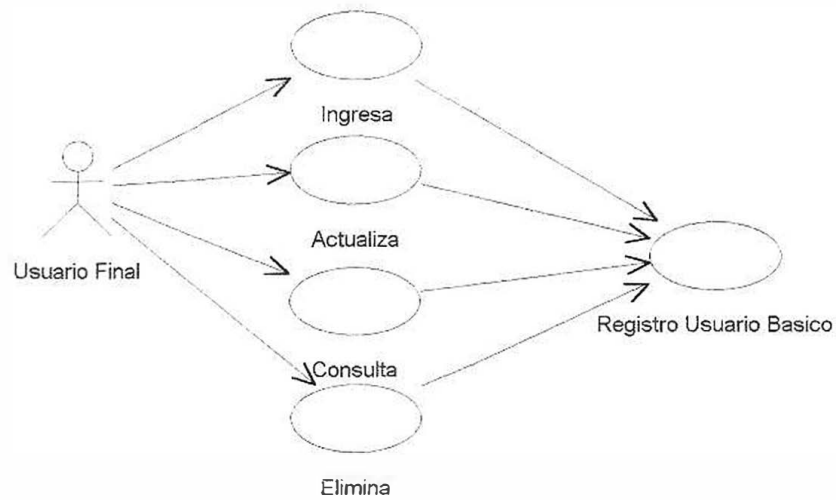 Ingresa
Actualiza
Usuario Final
Registro Usuario Basico
Consulta
Elimina